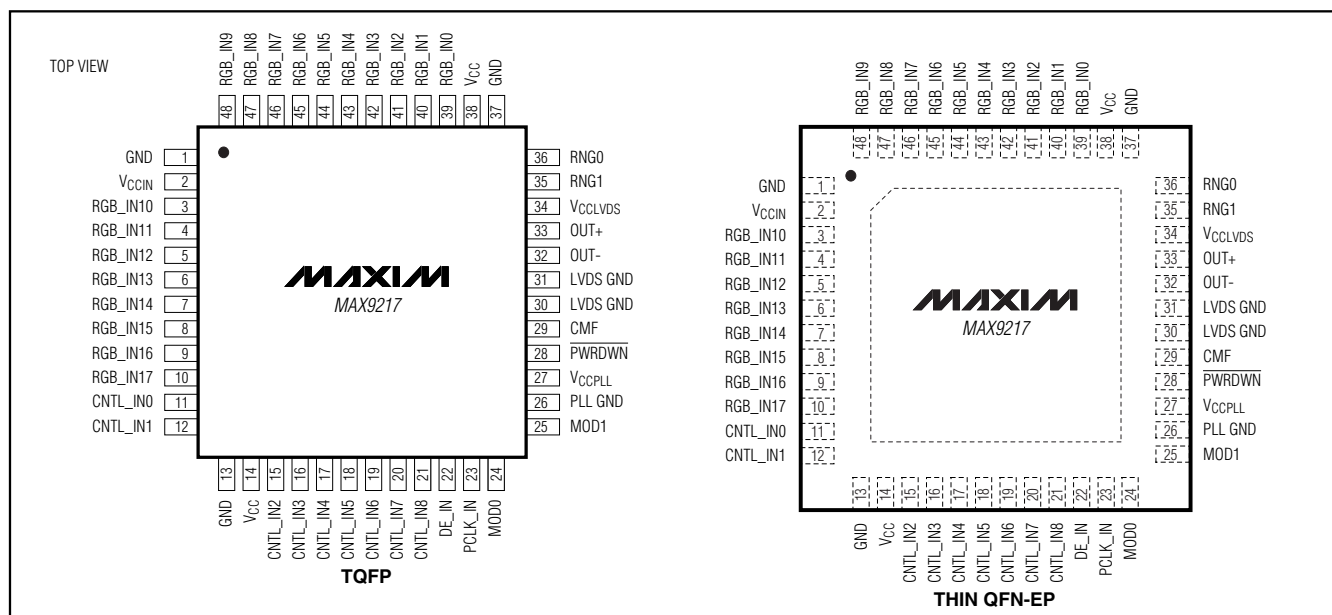 TOP VIEW
RGB_IN9 RGB_IN8 RGB_IN7 RGB_IN6 RGB_IN5 RGB_IN4 RGB_IN3 RGB_IN2 RGB_IN1 RGB_IN0 VCC GND
48 47 46 45 44 43 42 41 40 39 38 37
GND 1
VCCIN 2
RGB_IN10 3
RGB_IN11 4
RGB_IN12 5
RGB_IN13 6
RGB_IN14 7
RGB_IN15 8
RGB_IN16 9
RGB_IN17 10
CNTL_IN0 11
CNTL_IN1 12
MAXIM
MAX9217
36 RNG0
35 RNG1
34 VCCLVDS
33 OUT+
32 OUT-
31 LVDS GND
30 LVDS GND
29 CMF
28 PWRDWN
27 VCCPLL
26 PLL GND
25 MOD1
13 14 15 16 17 18 19 20 21 22 23 24
GND VCC CNTL_IN2 CNTL_IN3 CNTL_IN4 CNTL_IN5 CNTL_IN6 CNTL_IN7 CNTL_IN8 DE_IN PCLK_IN MOD0
TQFP
RGB_IN9 RGB_IN8 RGB_IN7 RGB_IN6 RGB_IN5 RGB_IN4 RGB_IN3 RGB_IN2 RGB_IN1 RGB_IN0 VCC GND
48 47 46 45 44 43 42 41 40 39 38 37
GND 1
VCCIN 2
RGB_IN10 3
RGB_IN11 4
RGB_IN12 5
RGB_IN13 6
RGB_IN14 7
RGB_IN15 8
RGB_IN16 9
RGB_IN17 10
CNTL_IN0 11
CNTL_IN1 12
MAXIM
MAX9217
36 RNG0
35 RNG1
34 VCCLVDS
33 OUT+
32 OUT-
31 LVDS GND
30 LVDS GND
29 CMF
28 PWRDWN
27 VCCPLL
26 PLL GND
25 MOD1
13 14 15 16 17 18 19 20 21 22 23 24
GND VCC CNTL_IN2 CNTL_IN3 CNTL_IN4 CNTL_IN5 CNTL_IN6 CNTL_IN7 CNTL_IN8 DE_IN PCLK_IN MOD0
THIN QFN-EP